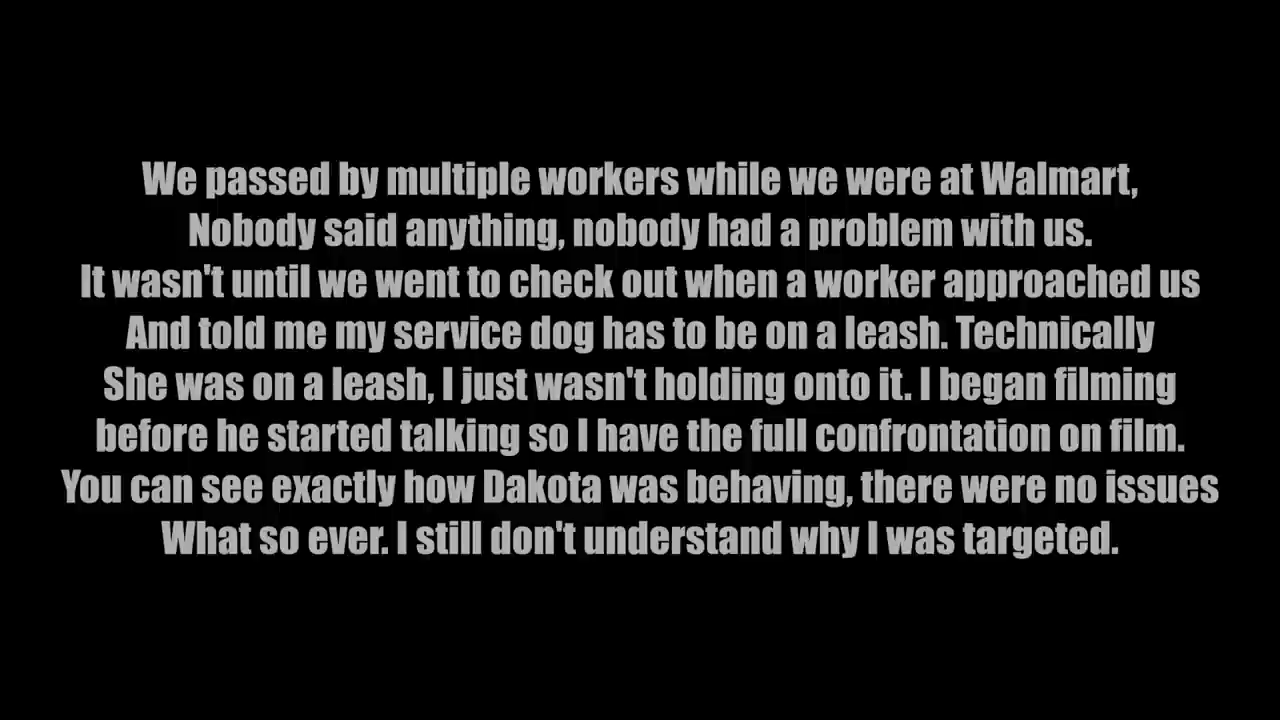 We passed by multiple workers while we were at Walmart,
Nobody said anything, nobody had a problem with us.
It wasn't until we went to check out when a worker approached us
And told me my service dog has to be on a leash. Technically
She was on a leash, I just wasn't holding onto it. I began filming
before he started talking so I have the full confrontation on film.
You can see exactly how Dakota was behaving, there were no issues
What so ever. I still don't understand why I was targeted.